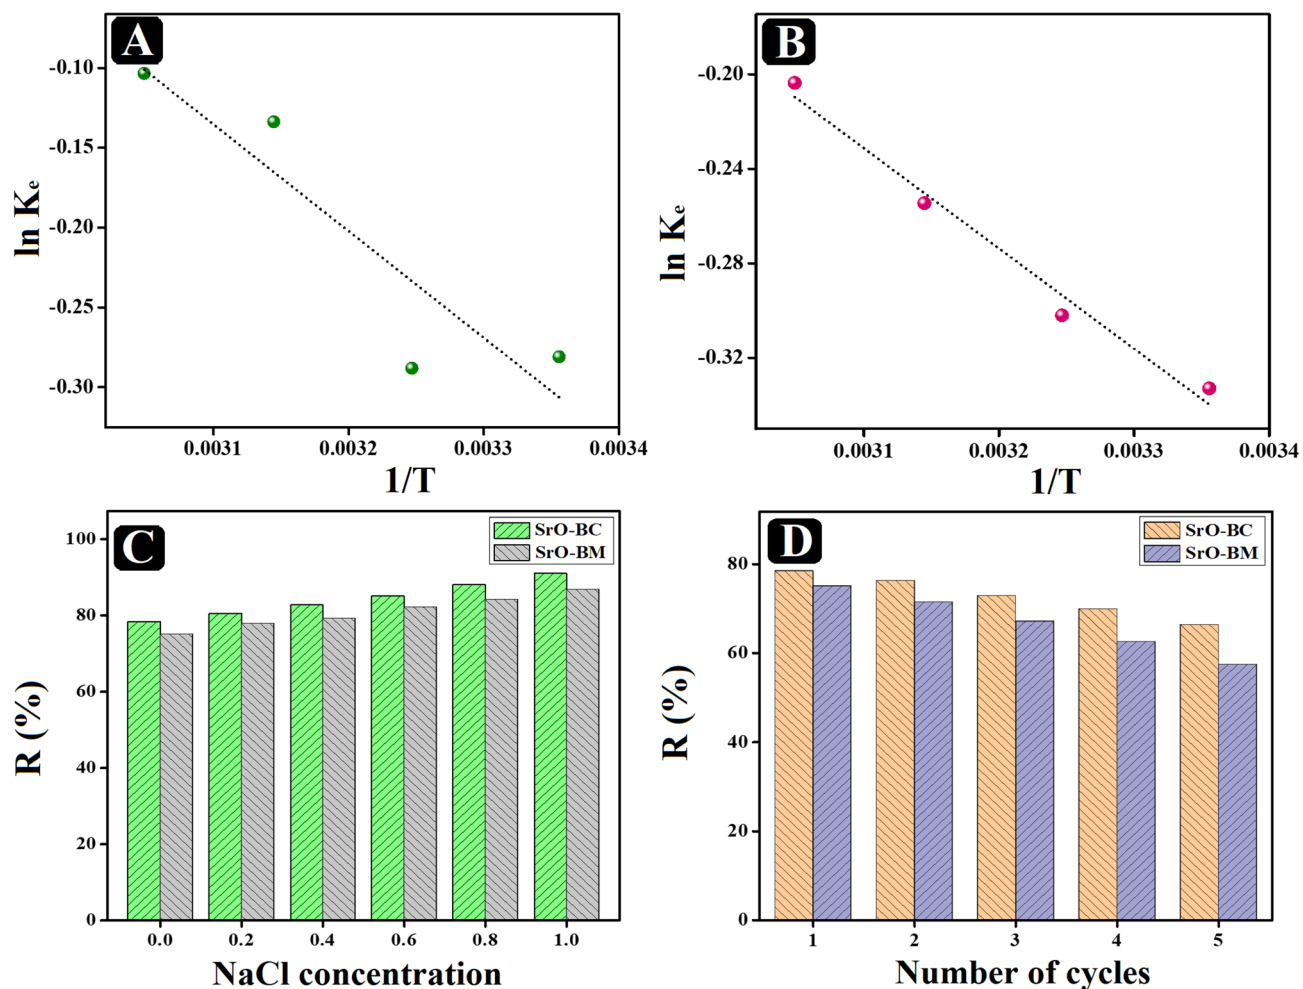 A
-0.10
-0.15
-0.20
-0.25
-0.30
ln Ke
0.0031 0.0032 0.0033 0.0034
1/T
B
-0.20
-0.24
-0.28
-0.32
ln Ke
0.0031 0.0032 0.0033 0.0034
1/T
C
SrO-BC
SrO-BM
100
80
60
40
20
0
R (%)
0.0 0.2 0.4 0.6 0.8 1.0
NaCl concentration
D
SrO-BC
SrO-BM
80
60
40
20
0
R (%)
1 2 3 4 5
Number of cycles